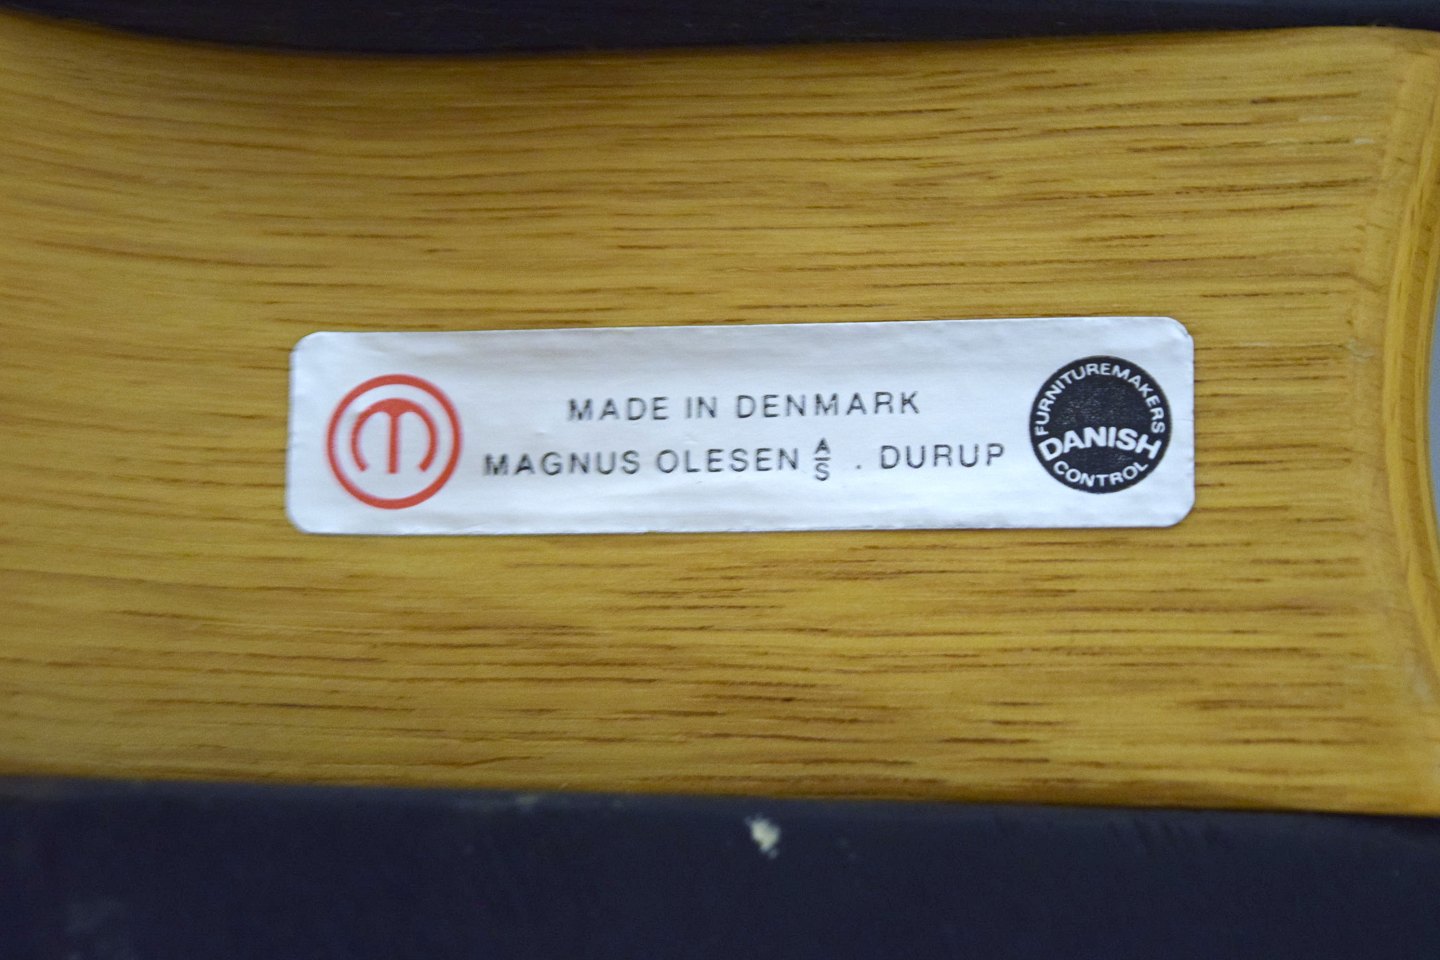 MADE IN DENMARK
MAGNUS OLESEN A/S . DURUP
FURNITUREMAKERS
DANISH
CONTROL